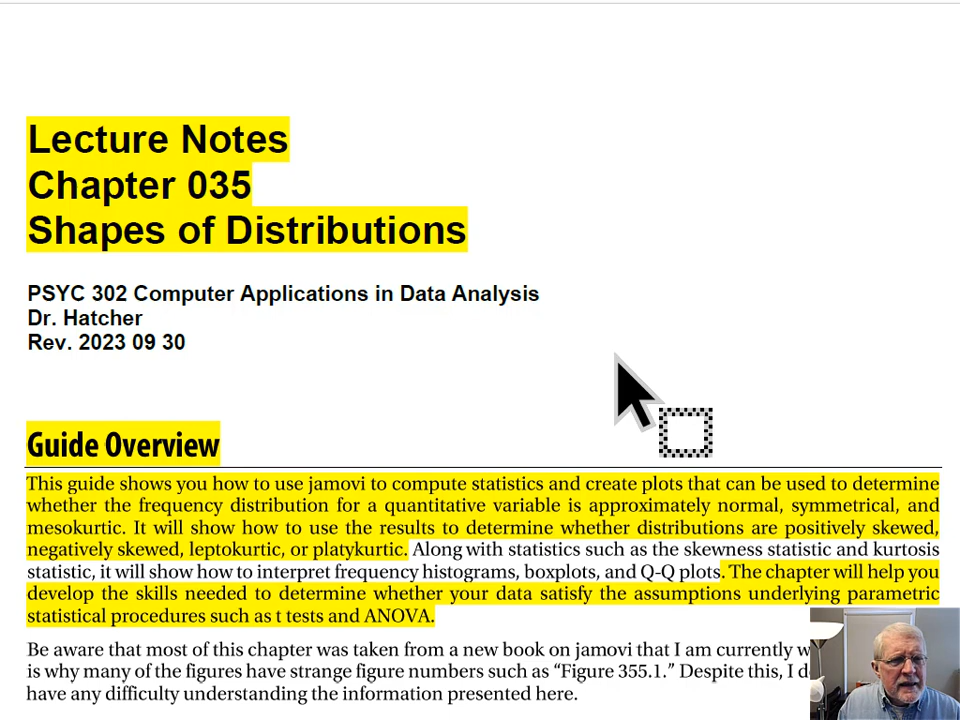 Lecture Notes
Chapter 035
Shapes of Distributions
PSYC 302 Computer Applications in Data Analysis
Dr. Hatcher
Rev. 2023 09 30
Guide Overview
This guide shows you how to use jamovi to compute statistics and create plots that can be used to determine
whether the frequency distribution for a quantitative variable is approximately normal, symmetrical, and
mesokurtic. It will show how to use the results to determine whether distributions are positively skewed,
negatively skewed, leptokurtic, or platykurtic. Along with statistics such as the skewness statistic and kurtosis
statistic, it will show how to interpret frequency histograms, boxplots, and Q-Q plots. The chapter will help you
develop the skills needed to determine whether your data satisfy the assumptions underlying parametric
statistical procedures such as t tests and ANOVA.
Be aware that most of this chapter was taken from a new book on jamovi that I am currently
is why many of the figures have strange figure numbers such as “Figure 355.1.” Despite this, I
have any difficulty understanding the information presented here.